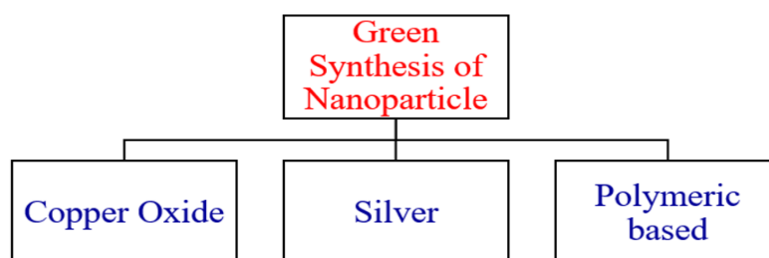 Green
Synthesis of
Nanoparticle
Copper Oxide
Silver
Polymeric
based